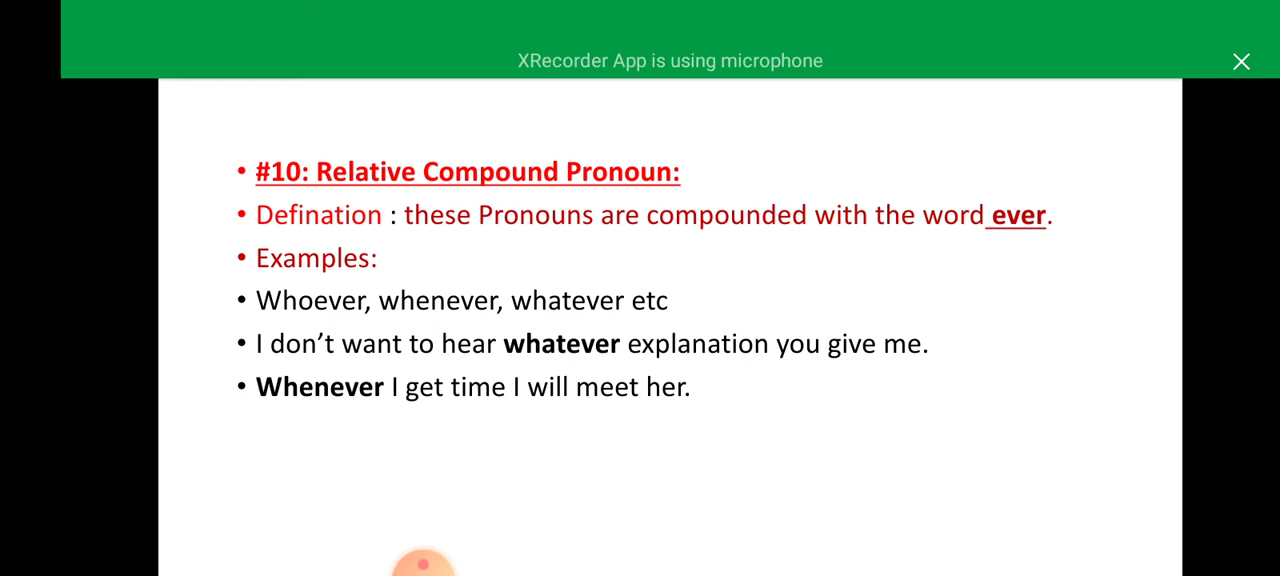 XRecorder App is using microphone
• #10: Relative Compound Pronoun:
• Defination : these Pronouns are compounded with the word ever.
• Examples:
• Whoever, whenever, whatever etc
• I don’t want to hear whatever explanation you give me.
• Whenever I get time I will meet her.